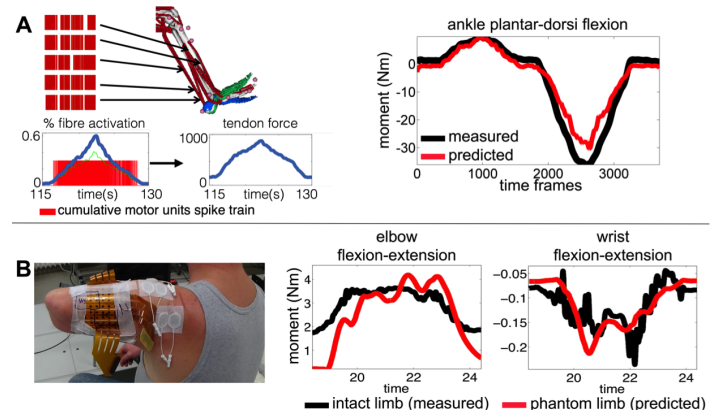 A
% fibre activation
tendon force
0.6
0
115
time(s)
130
1000
0
115
time(s)
130
cumulative motor units spike train
ankle plantar-dorsi flexion
moment (Nm)
0
-10
-20
-30
measured
predicted
0
1000
2000
3000
time frames
B
elbow
flexion-extension
moment (Nm)
4
3
2
1
20
22
24
time
wrist
flexion-extension
-0.05
-0.1
-0.15
-0.2
20
22
24
time
intact limb (measured)
phantom limb (predicted)